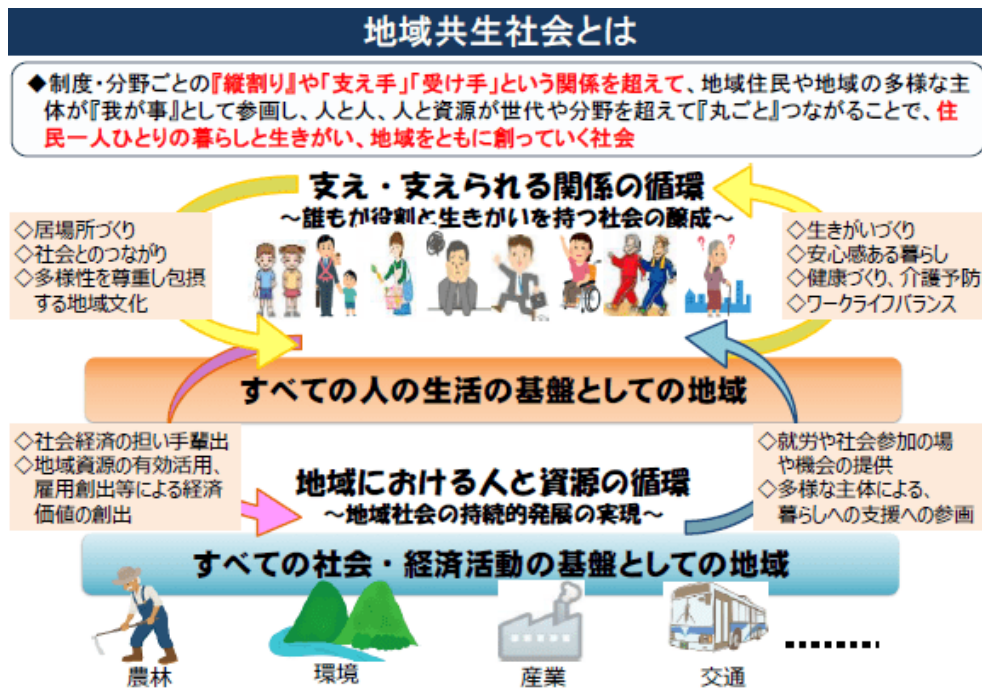 地域共生社会とは
◆制度・分野ごとの『縦割り』や「支え手」「受け手」という関係を超えて、地域住民や地域の多様な主
体が『我が事』として参画し、人と人、人と資源が世代や分野を超えて『丸ごと』つながることで、住
民一人ひとりの暮らしと生きがい、地域をともに創っていく社会
支え・支えられる関係の循環
~誰もが役割と生きがいを持つ社会の醸成~
◇居場所づくり
◇社会とのつながり
◇多様性を尊重し包摂
する地域文化
◇生きがいづくり
◇安心感ある暮らし
◇健康づくり、介護予防
◇ワークライフバランス
すべての人の生活の基盤としての地域
◇社会経済の担い手輩出
◇地域資源の有効活用、
雇用創出等による経済
価値の創出
地域における人と資源の循環
~地域社会の持続的発展の実現~
◇就労や社会参加の場
や機会の提供
◇多様な主体による、
暮らしへの支援への参画
すべての社会・経済活動の基盤としての地域
農林
環境
産業
交通